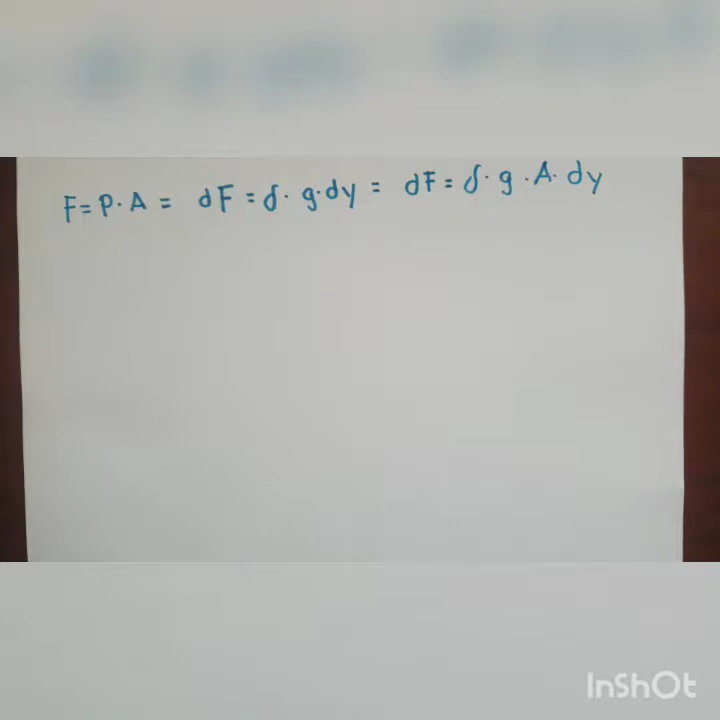 F = P · A = dF = δ · g · dy = dF = δ · g · A · dy
InShOt